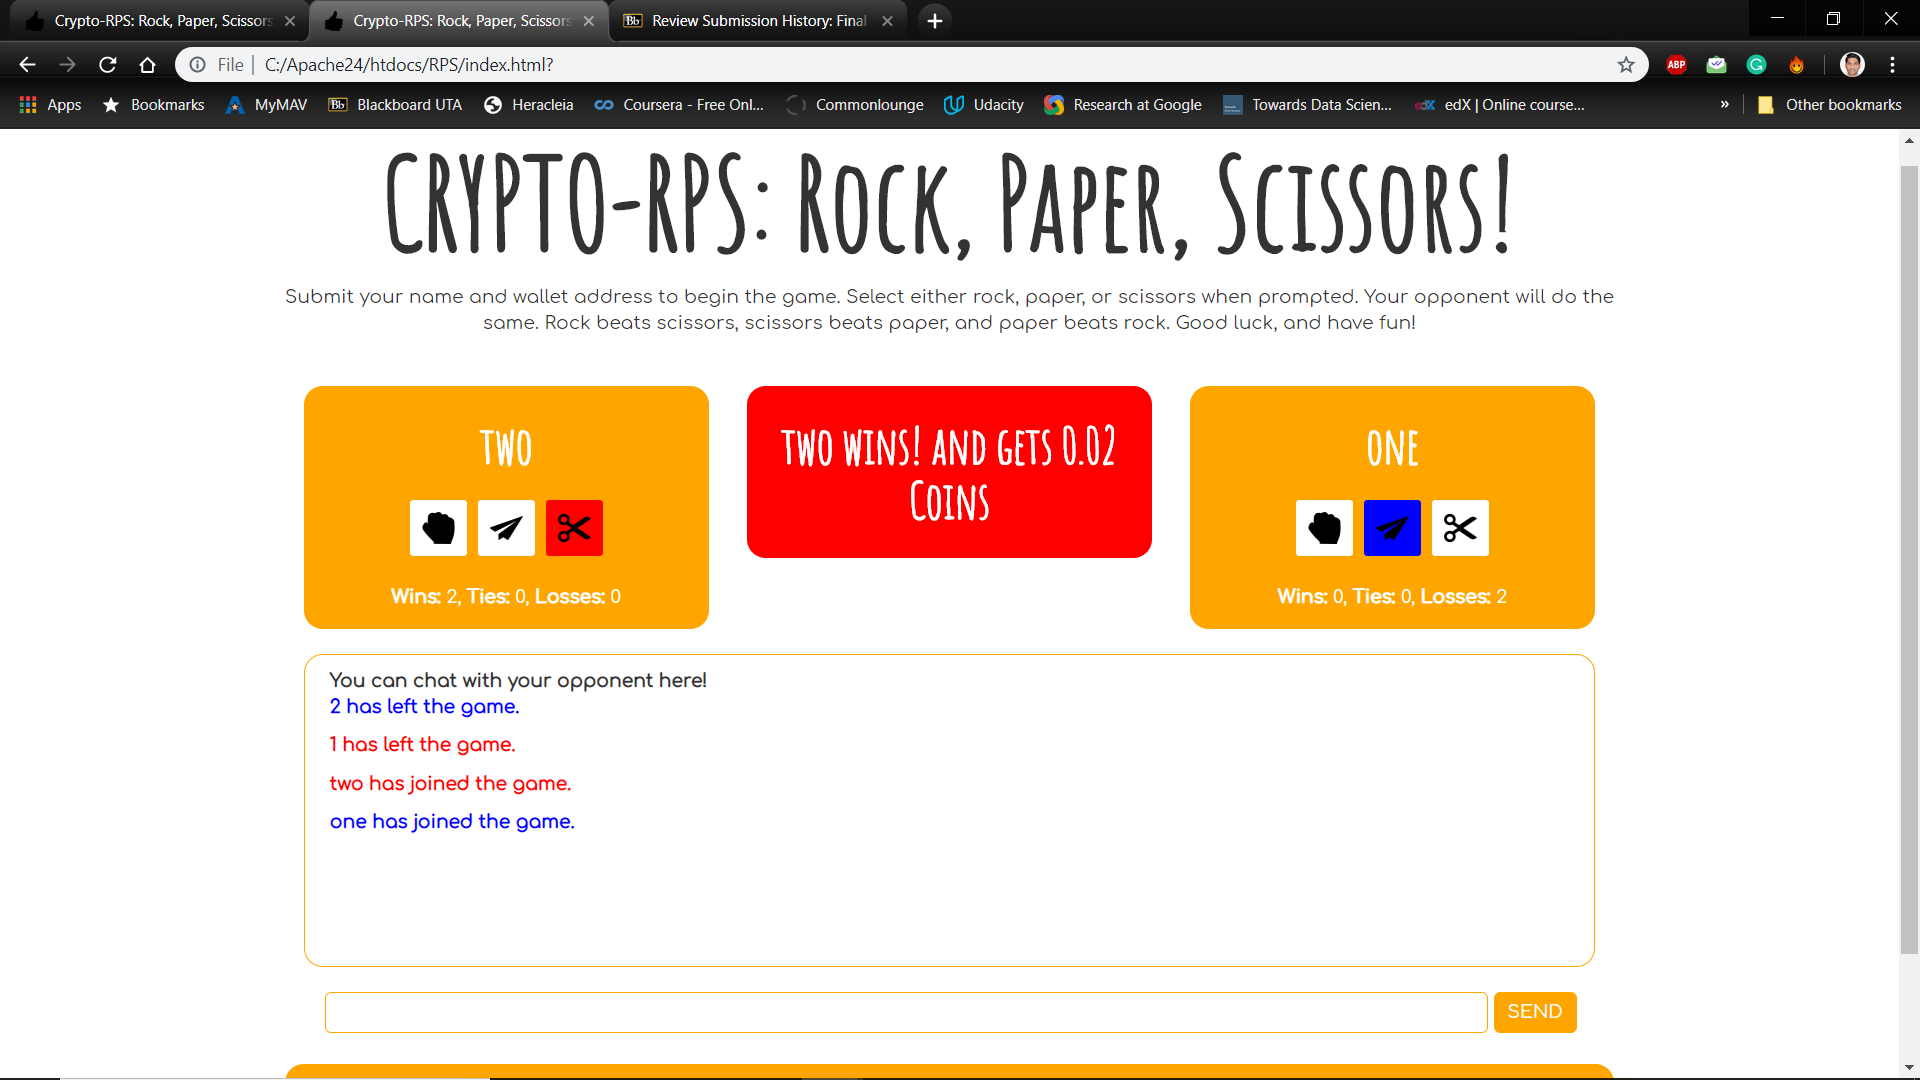 Crypto-RPS: Rock, Paper, Scissors
Crypto-RPS: Rock, Paper, Scissors
Bb Review Submission History: Final
File | C:/Apache24/htdocs/RPS/index.html?
ABP
Apps Bookmarks MyMAV Bb Blackboard UTA Heracleia Coursera - Free Onl... Commonlounge Udacity Research at Google Towards Data Scien... edX edX | Online course... » Other bookmarks
CRYPTO-RPS: Rock, Paper, Scissors!
Submit your name and wallet address to begin the game. Select either rock, paper, or scissors when prompted. Your opponent will do the
same. Rock beats scissors, scissors beats paper, and paper beats rock. Good luck, and have fun!
two
Wins: 2, Ties: 0, Losses: 0
two wins! and gets 0.02
Coins
one
Wins: 0, Ties: 0, Losses: 2
You can chat with your opponent here!
2 has left the game.
1 has left the game.
two has joined the game.
one has joined the game.
SEND